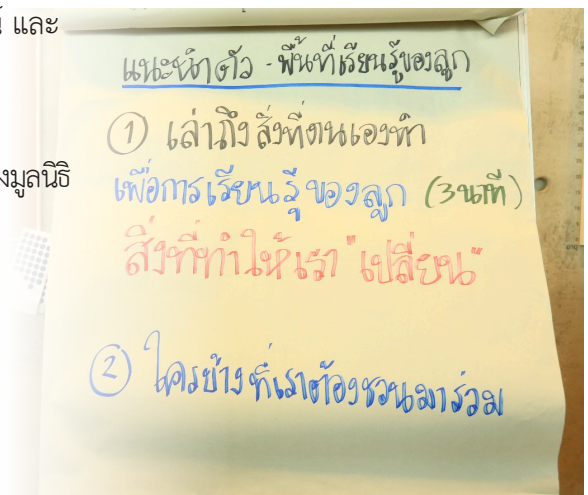 และ
งมูลนิธิ
แนะนำตัว - พื้นที่เรียนรู้ของลูก
① เล่าถึง สิ่งที่ตนเองทำ
เพื่อการเรียนรู้ของลูก (3 นาที)
สิ่งที่ทำให้เรา "เปลี่ยน"
② ใครบ้างที่เราต้องชวนมาร่วม